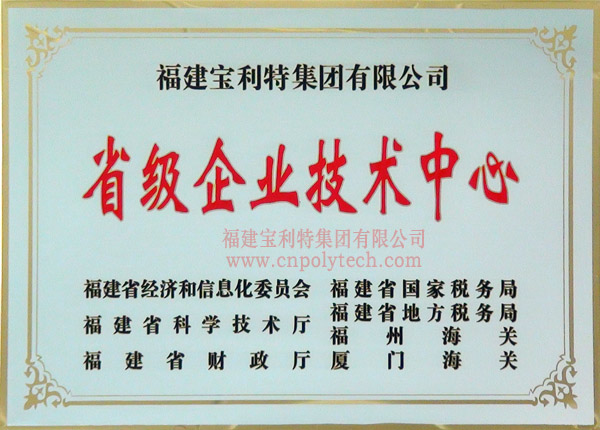 福建宝利特集团有限公司
省级企业技术中心
福建宝利特集团有限公司
www.cnpolytech.com
福建省经济和信息化委员会
福建省科学技术厅
福建省财政厅
福建省国家税务局
福建省地方税务局
福州海关
厦门海关